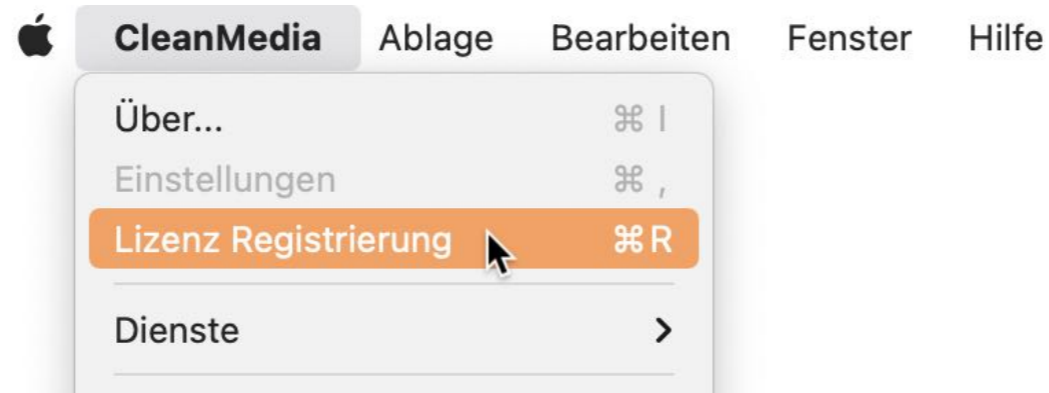 CleanMedia Ablage Bearbeiten Fenster Hilfe
Über... ⌘ I
Einstellungen ⌘ ,
Lizenz Registrierung ⌘ R
Dienste